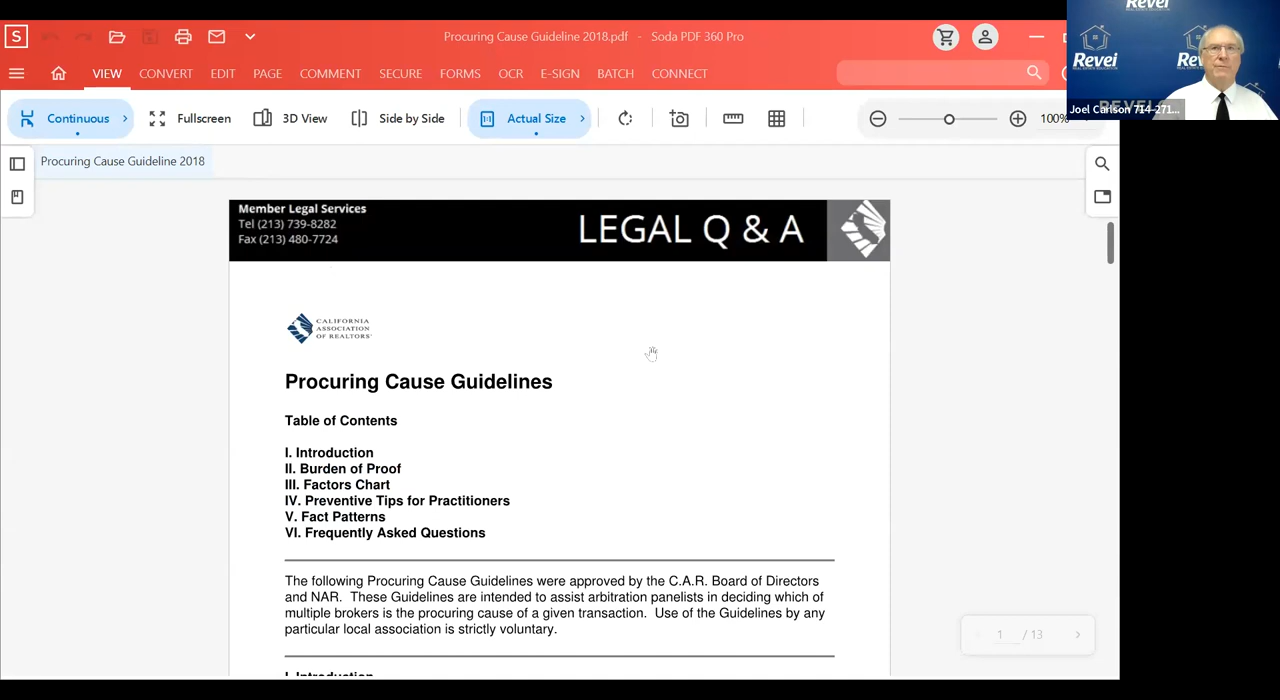 S
Procuring Cause Guideline 2018.pdf - Soda PDF 360 Pro
VIEW CONVERT EDIT PAGE COMMENT SECURE FORMS OCR E-SIGN BATCH CONNECT
Continuous Fullscreen 3D View Side by Side Actual Size 100%
Revei
Revei
Joel Carlson 714-271...
Procuring Cause Guideline 2018
Member Legal Services
Tel (213) 739-8282
Fax (213) 480-7724
LEGAL Q & A
CALIFORNIA
ASSOCIATION
OF REALTORS
Procuring Cause Guidelines
Table of Contents
I. Introduction
II. Burden of Proof
III. Factors Chart
IV. Preventive Tips for Practitioners
V. Fact Patterns
VI. Frequently Asked Questions
The following Procuring Cause Guidelines were approved by the C.A.R. Board of Directors
and NAR. These Guidelines are intended to assist arbitration panelists in deciding which of
multiple brokers is the procuring cause of a given transaction. Use of the Guidelines by any
particular local association is strictly voluntary.
I. Introduction
1 / 13